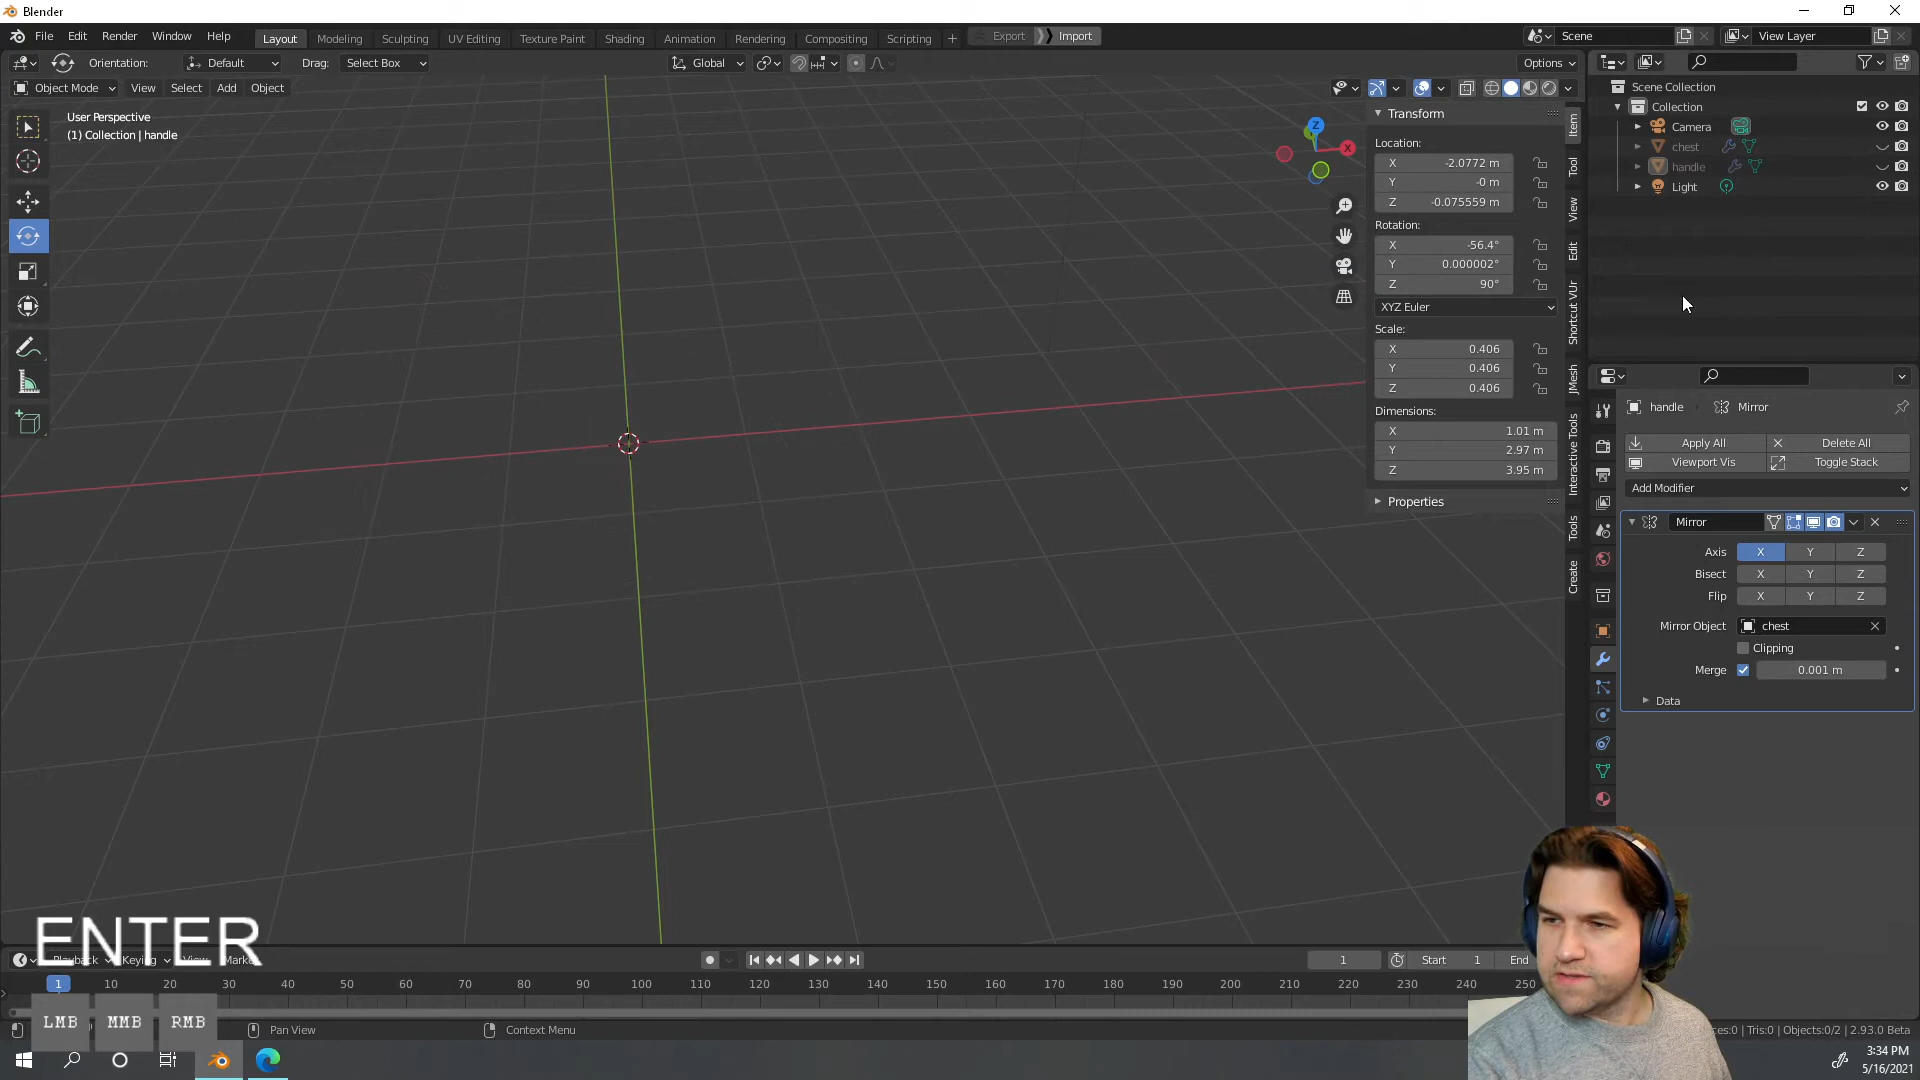 Blender
File Edit Render Window Help
Layout Modeling Sculpting UV Editing Texture Paint Shading Animation Rendering Compositing Scripting + Export Import
Scene
View Layer
Orientation: Default Drag: Select Box
Global
Options
Object Mode View Select Add Object
User Perspective
(1) Collection | handle
Z
X
Transform
Location:
X -2.0772 m
Y -0 m
Z -0.075559 m
Rotation:
X -56.4°
Y 0.000002°
Z 90°
XYZ Euler
Scale:
X 0.406
Y 0.406
Z 0.406
Dimensions:
X 1.01 m
Y 2.97 m
Z 3.95 m
Properties
Item
Tool
View
Edit
Shortcut VUr
JMesh
Interactive Tools
Tools
Create
Scene Collection
Collection
Camera
chest
handle
Light
handle Mirror
Apply All Delete All
Viewport Vis Toggle Stack
Add Modifier
Mirror
Axis X Y Z
Bisect X Y Z
Flip X Y Z
Mirror Object chest
Clipping
Merge 0.001 m
Data
ENTER
Playback Keying View
1 Start 1 End
1 10 20 30 40 50 60 70 80 90 100 110 120 130 140 150 160 170 180 190 200 210 220 230 240 250
LMB MMB RMB
Pan View
Context Menu
Tris:0 | Objects:0/2 | 2.93.0 Beta
3:34 PM
5/16/2021